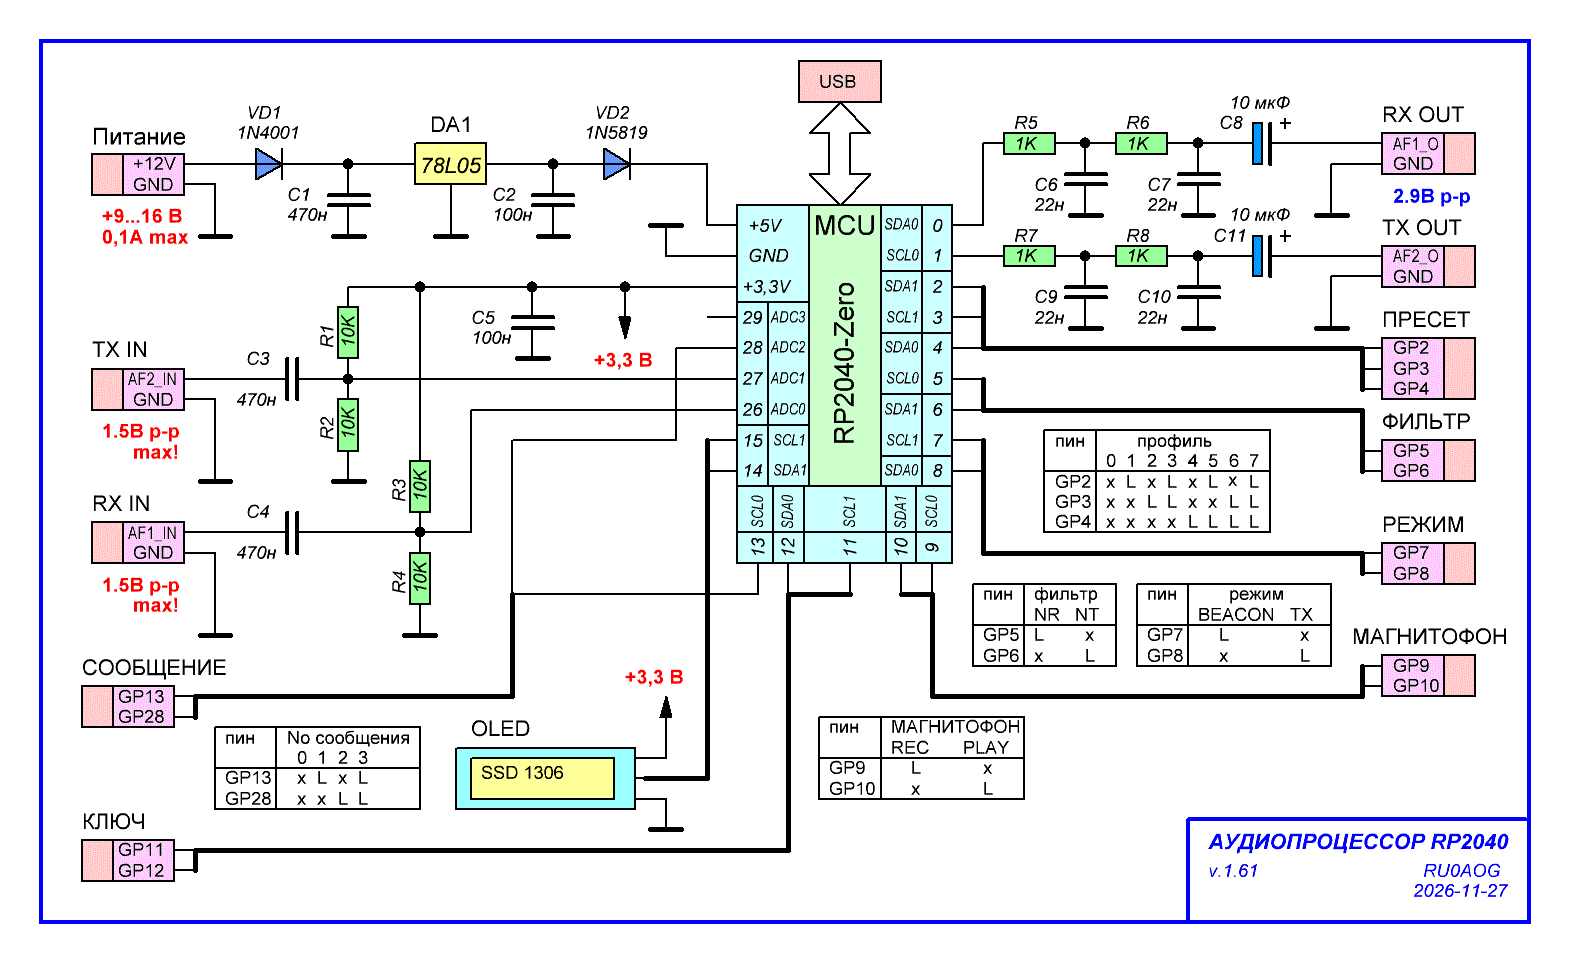 USB
Питание
+12V
GND
+9...16 В
0,1A max
VD1
1N4001
C1
470н
DA1
78L05
C2
100н
VD2
1N5819
MCU
RP2040-Zero
+5V
GND
+3,3V
29 ADC3
28 ADC2
27 ADC1
26 ADC0
15 SCL1
14 SDA1
SCL0 13
SDA0 12
SCL1 11
SDA1 10
SCL0 9
SDA0 0
SCL0 1
SDA1 2
SCL1 3
SDA0 4
SCL0 5
SDA1 6
SCL1 7
SDA0 8
R5
1K
R6
1K
10 мкФ
C8 +
C6
22н
C7
22н
RX OUT
AF1_O
GND
2.9В p-p
R7
1K
R8
1K
10 мкФ
C11 +
C9
22н
C10
22н
TX OUT
AF2_O
GND
ПРЕСЕТ
GP2
GP3
GP4
ФИЛЬТР
GP5
GP6
РЕЖИМ
GP7
GP8
МАГНИТОФОН
GP9
GP10
R1
10K
R2
10K
R3
10K
R4
10K
C5
100н
+3,3 В
TX IN
AF2_IN
GND
1.5В p-p
max!
C3
470н
RX IN
AF1_IN
GND
1.5В p-p
max!
C4
470н
СООБЩЕНИЕ
GP13
GP28
пин No сообщения
0 1 2 3
GP13 x L x L
GP28 x x L L
КЛЮЧ
GP11
GP12
OLED
SSD 1306
+3,3 В
пин профиль
0 1 2 3 4 5 6 7
GP2 x L x L x L x L
GP3 x x L L x x L L
GP4 x x x x L L L L
пин фильтр
NR NT
GP5 L x
GP6 x L
пин режим
BEACON TX
GP7 L x
GP8 x L
пин МАГНИТОФОН
REC PLAY
GP9 L x
GP10 x L
АУДИОПРОЦЕССОР RP2040
v.1.61 RU0AOG
2026-11-27